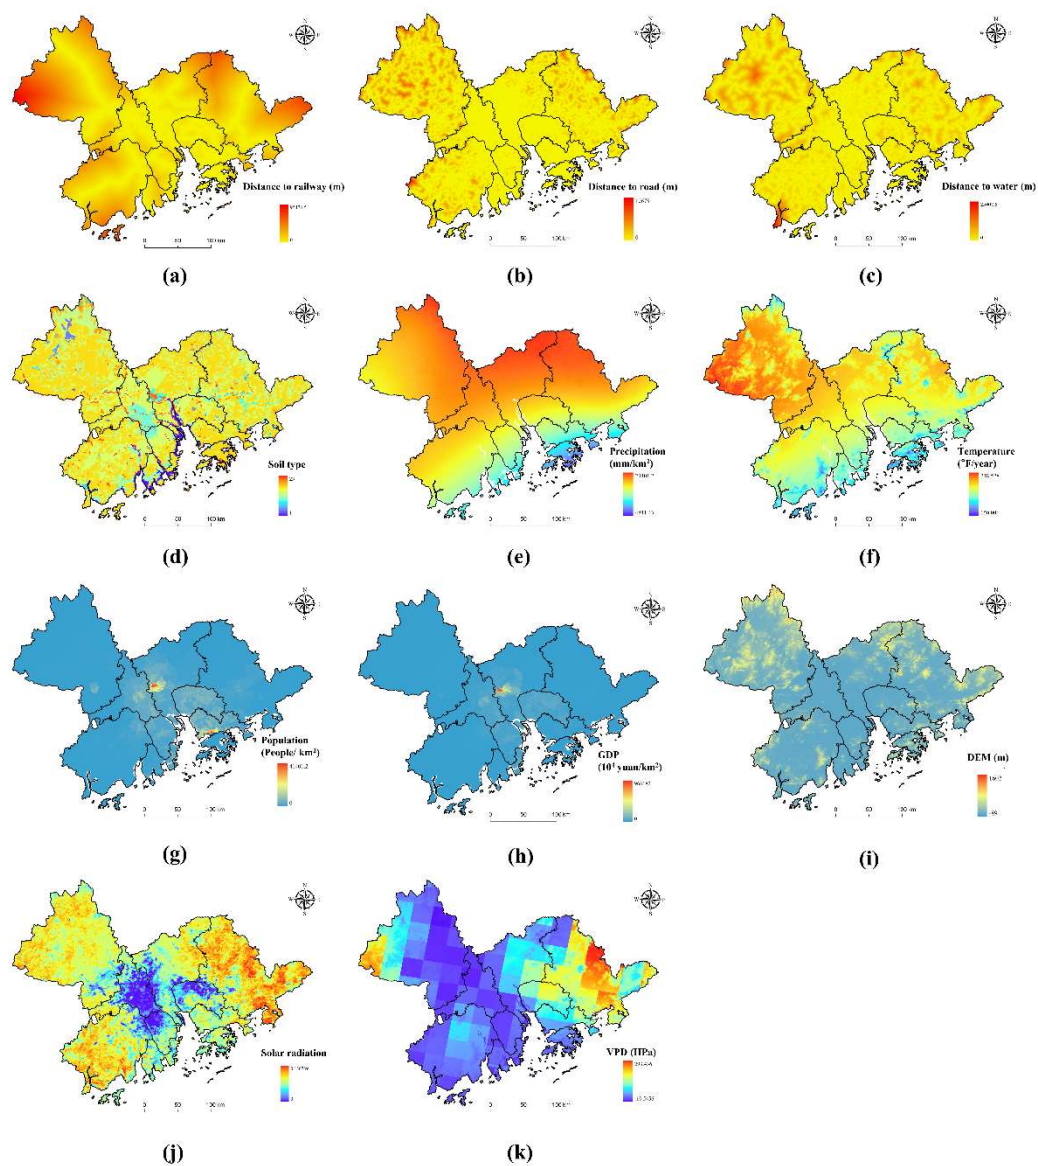 N
W E
S
Distance to railway (m)
0
0 50 100 km
(a)
N
W E
S
Distance to road (m)
0
0 50 100 km
(b)
N
W E
S
Distance to water (m)
0
0 50 100 km
(c)
N
W E
S
Soil type
0 50 100 km
(d)
N
W E
S
Precipitation
(mm/km²)
0 50 100 km
(e)
N
W E
S
Temperature
(°F/year)
0 50 100 km
(f)
N
W E
S
Population
(People/ km²)
0
0 50 100 km
(g)
N
W E
S
GDP
yuan/km²)
0
0 50 100 km
(h)
N
W E
S
DEM (m)
0 50 100 km
(i)
N
W E
S
Solar radiation
0 50 100 km
(j)
N
W E
S
VPD (HPa)
0 50 100 km
(k)